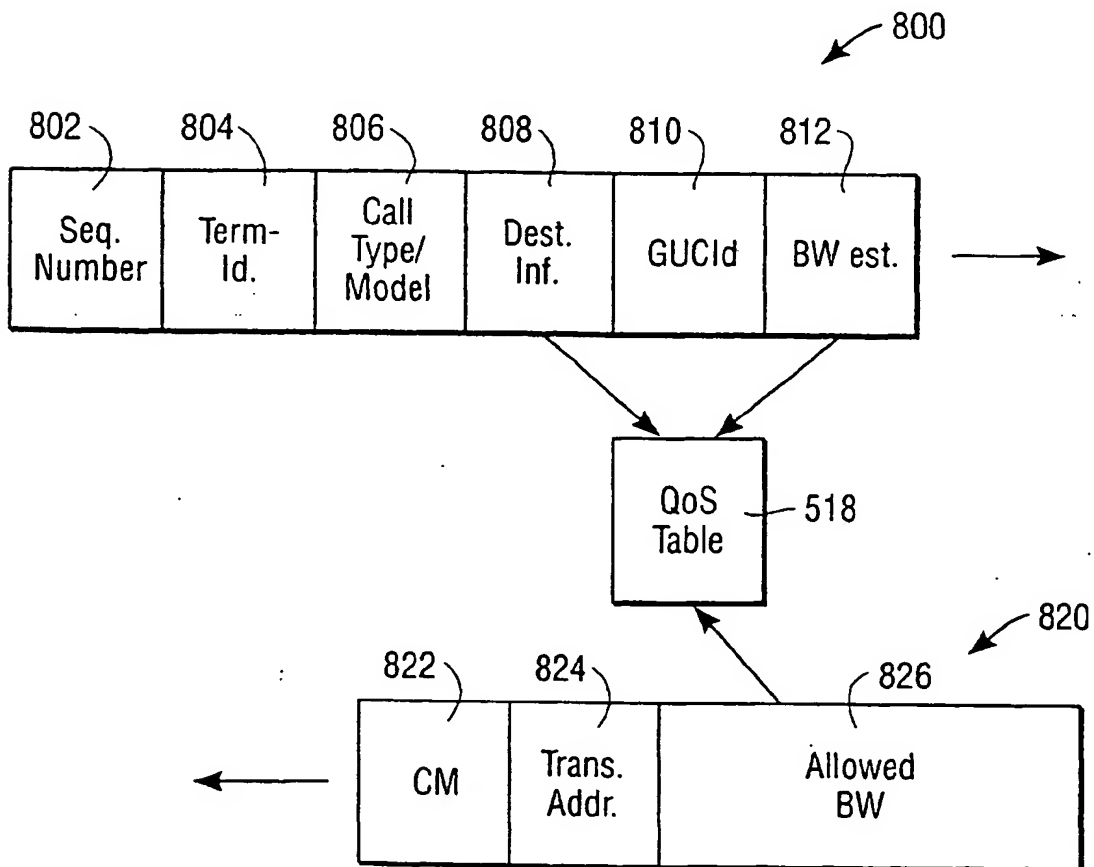 800
802
804
806
808
810
812
Seq.
Number
Term-
Id.
Call
Type/
Model
Dest.
Inf.
GUCId
BW est.
QoS
Table
518
820
822
824
826
CM
Trans.
Addr.
Allowed
BW